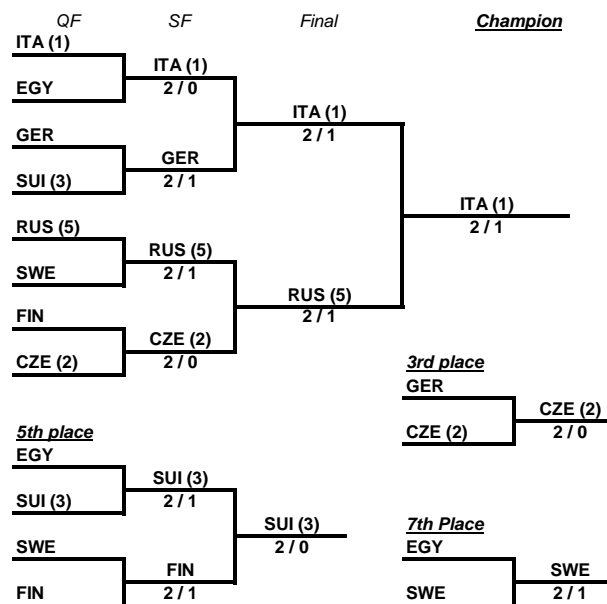 QF SF Final Champion
ITA (1)
ITA (1)
2 / 0
EGY
ITA (1)
2 / 1
GER
GER
2 / 1
SUI (3)
ITA (1)
2 / 1
RUS (5)
RUS (5)
2 / 1
SWE
RUS (5)
2 / 1
FIN
CZE (2)
2 / 0
CZE (2)
3rd place
GER
CZE (2)
2 / 0
CZE (2)
5th place
EGY
SUI (3)
2 / 1
SUI (3)
SUI (3)
2 / 0
SWE
FIN
2 / 1
FIN
7th Place
EGY
SWE
2 / 1
SWE